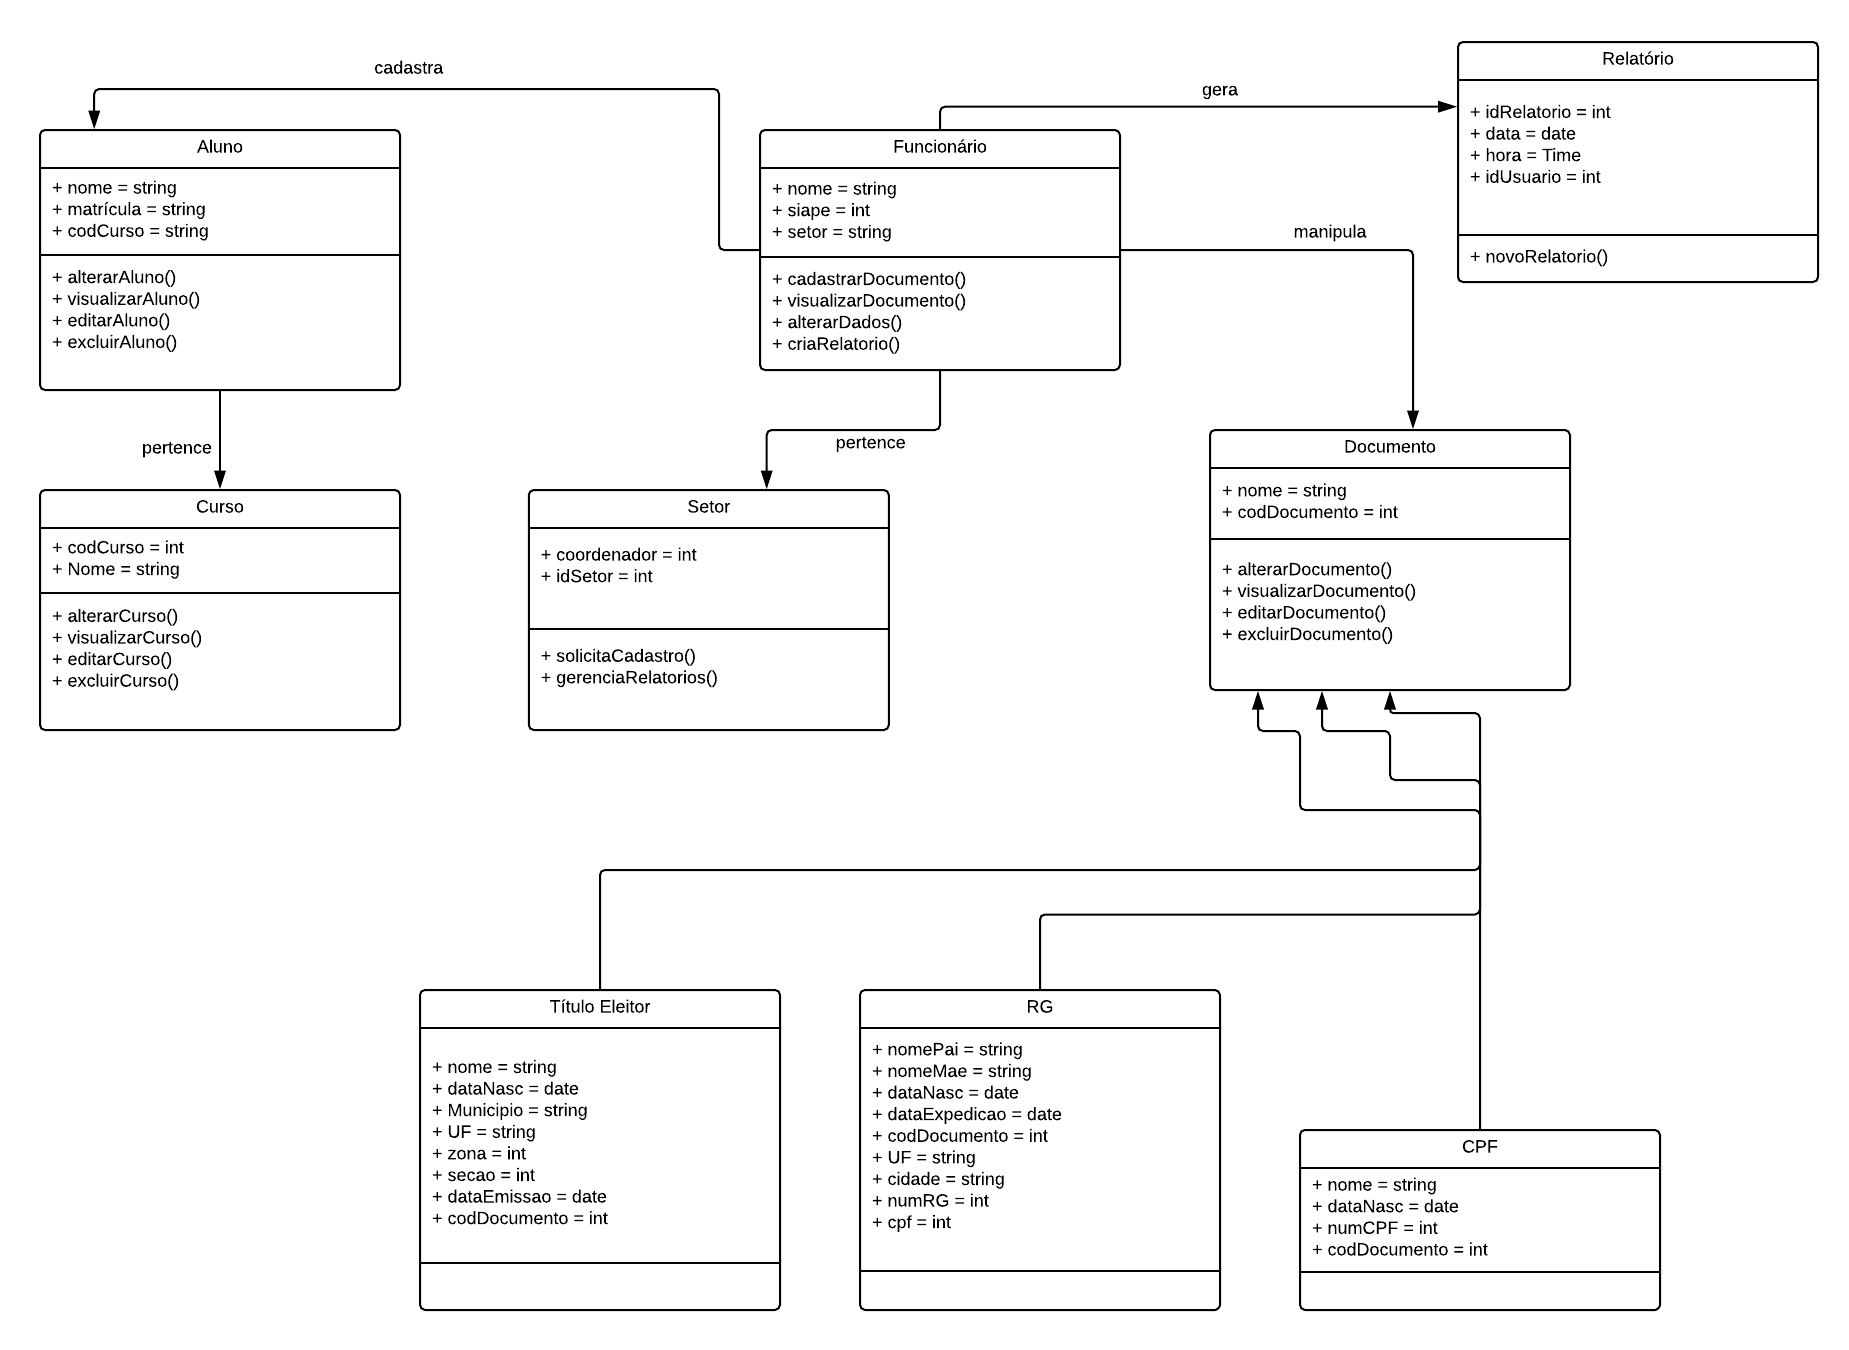 cadastra
gera
Relatório
+ idRelatorio = int
+ data = date
+ hora = Time
+ idUsuario = int
+ novoRelatorio()
Aluno
+ nome = string
+ matrícula = string
+ codCurso = string
+ alterarAluno()
+ visualizarAluno()
+ editarAluno()
+ excluirAluno()
Funcionário
+ nome = string
+ siape = int
+ setor = string
+ cadastrarDocumento()
+ visualizarDocumento()
+ alterarDados()
+ criaRelatorio()
manipula
pertence
pertence
Curso
+ codCurso = int
+ Nome = string
+ alterarCurso()
+ visualizarCurso()
+ editarCurso()
+ excluirCurso()
Setor
+ coordenador = int
+ idSetor = int
+ solicitaCadastro()
+ gerenciaRelatorios()
Documento
+ nome = string
+ codDocumento = int
+ alterarDocumento()
+ visualizarDocumento()
+ editarDocumento()
+ excluirDocumento()
Título Eleitor
+ nome = string
+ dataNasc = date
+ Municipio = string
+ UF = string
+ zona = int
+ secao = int
+ dataEmissao = date
+ codDocumento = int
RG
+ nomePai = string
+ nomeMae = string
+ dataNasc = date
+ dataExpedicao = date
+ codDocumento = int
+ UF = string
+ cidade = string
+ numRG = int
+ cpf = int
CPF
+ nome = string
+ dataNasc = date
+ numCPF = int
+ codDocumento = int